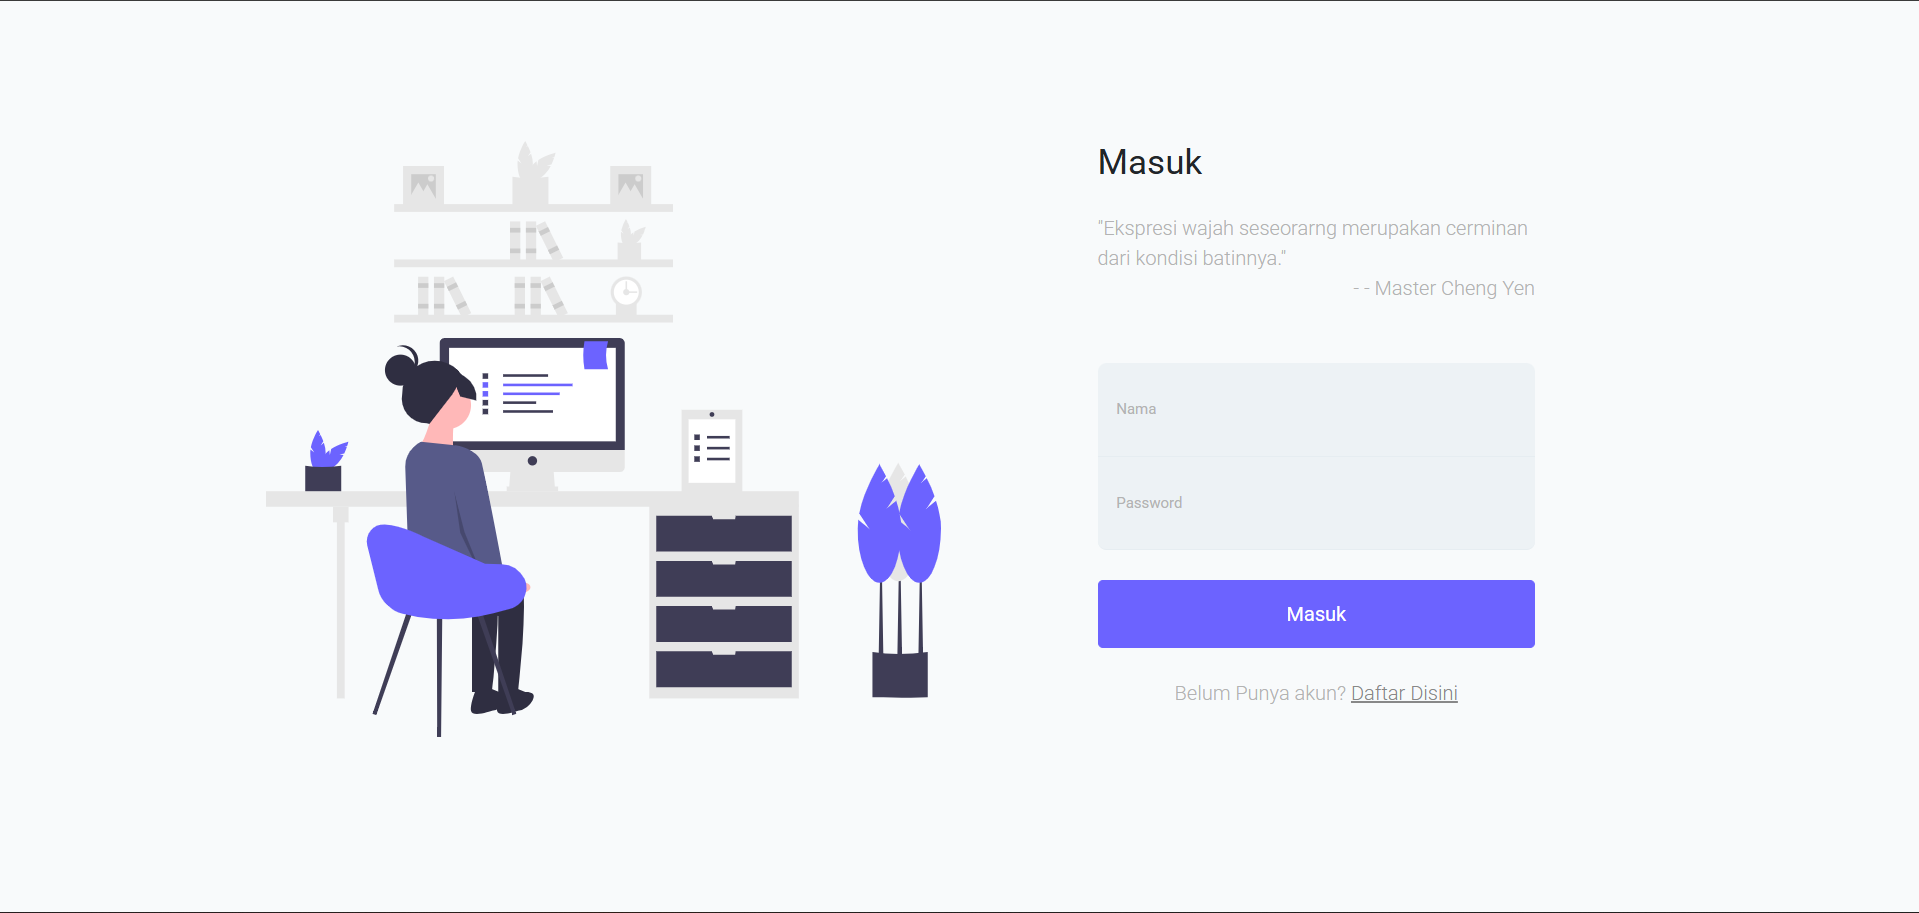 Masuk
"Ekspresi wajah seseorarng merupakan cerminan
dari kondisi batinnya."
- - Master Cheng Yen
Nama
Password
Masuk
Belum Punya akun? Daftar Disini